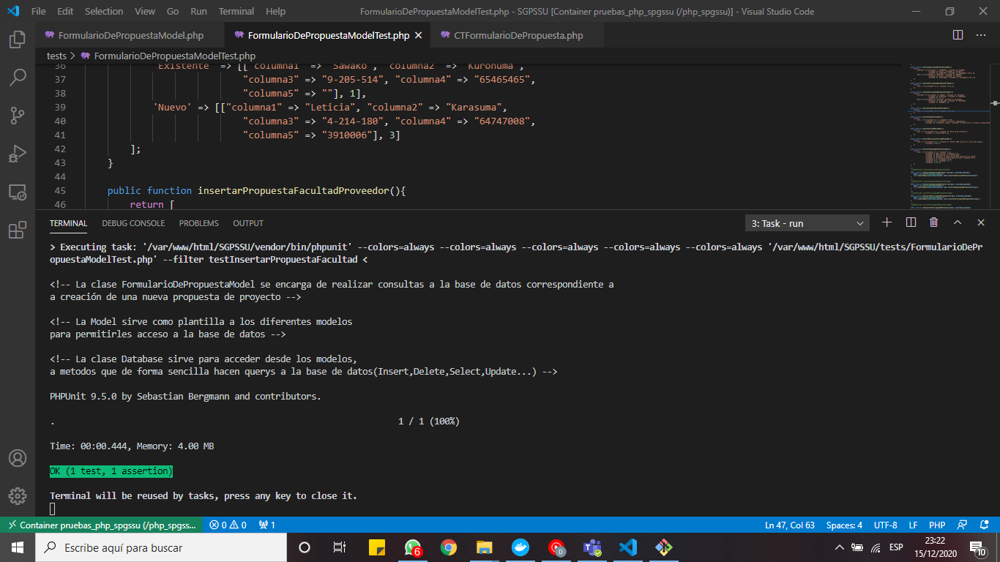 File Edit Selection View Go Run Terminal Help
FormularioDePropuestaModelTest.php - SGPSSU [Container pruebas_php_spgssu (/php_spgssu)] - Visual Studio Code
FormularioDePropuestaModel.php
FormularioDePropuestaModelTest.php
CTFormularioDePropuesta.php
tests > FormularioDePropuestaModelTest.php
36 'Existente' => [["columna1" => "Sawako", "columna2" => "Kuronuma",
37 "columna3" => "9-205-514", "columna4" => "65465465",
38 "columna5" => ""], 1],
39 'Nuevo' => [["columna1" => "Leticia", "columna2" => "Karasuma",
40 "columna3" => "4-214-180", "columna4" => "64747008",
41 "columna5" => "3910006"], 3]
42 ];
43 }
44
45 public function insertarPropuestaFacultadProveedor(){
46 return [
TERMINAL DEBUG CONSOLE PROBLEMS OUTPUT
3: Task - run
> Executing task: '/var/www/html/SGPSSU/vendor/bin/phpunit' --colors=always --colors=always --colors=always --colors=always --colors=always '/var/www/html/SGPSSU/tests/FormularioDePr
opuestaModelTest.php' --filter testInsertarPropuestaFacultad <
<!-- La clase FormularioDePropuestaModel se encarga de realizar consultas a la base de datos correspondiente a
a creación de una nueva propuesta de proyecto -->
<!-- La Model sirve como plantilla a los diferentes modelos
para permitirles acceso a la base de datos -->
<!-- La clase Database sirve para acceder desde los modelos,
a metodos que de forma sencilla hacen querys a la base de datos(Insert,Delete,Select,Update...) -->
PHPUnit 9.5.0 by Sebastian Bergmann and contributors.
. 1 / 1 (100%)
Time: 00:00.444, Memory: 4.00 MB
OK (1 test, 1 assertion)
Terminal will be reused by tasks, press any key to close it.
Container pruebas_php_spgssu (/php_spgss... 0 0 1
Ln 47, Col 63 Spaces: 4 UTF-8 LF PHP
Escribe aquí para buscar
6
D
ESP
23:22
15/12/2020
10